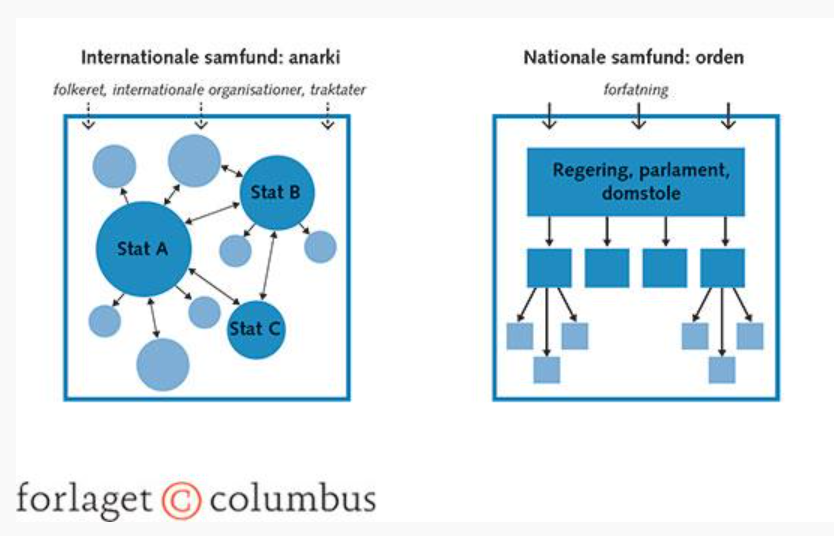 Internationale samfund: anarki
folkeret, internationale organisationer, traktater
Stat B
Stat A
Stat C
Nationale samfund: orden
forfatning
Regering, parlament,
domstole
forlaget © columbus